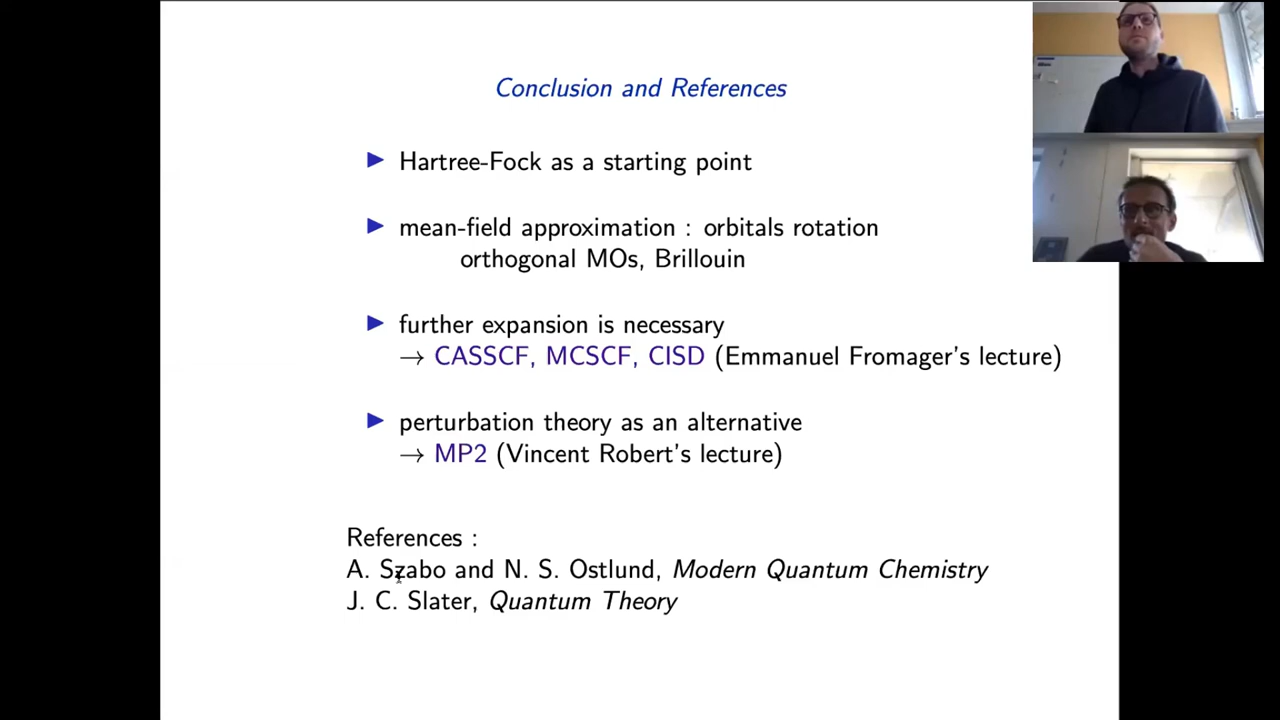 Conclusion and References
▶ Hartree-Fock as a starting point
▶ mean-field approximation : orbitals rotation
orthogonal MOs, Brillouin
▶ further expansion is necessary
→ CASSCF, MCSCF, CISD (Emmanuel Fromager's lecture)
▶ perturbation theory as an alternative
→ MP2 (Vincent Robert's lecture)
References :
A. Szabo and N. S. Ostlund, Modern Quantum Chemistry
J. C. Slater, Quantum Theory